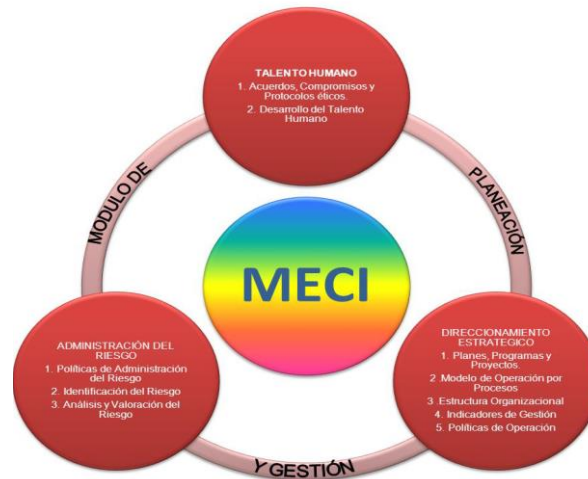 TALENTO HUMANO
1. Acuerdos, Compromisos y
Protocolos éticos.
2. Desarrollo del Talento
Humano
MODULO DE
PLANEACIÓN
MECI
ADMINISTRACIÓN DEL
RIESGO
1. Políticas de Administración
del Riesgo
2. Identificación del Riesgo
3. Análisis y Valoración del
Riesgo
DIRECCIONAMIENTO
ESTRATEGICO
1. Planes, Programas y
Proyectos.
2 .Modelo de Operación por
Procesos
3 .Estructura Organizacional
4. Indicadores de Gestión
5. Políticas de Operación
Y GESTIÓN